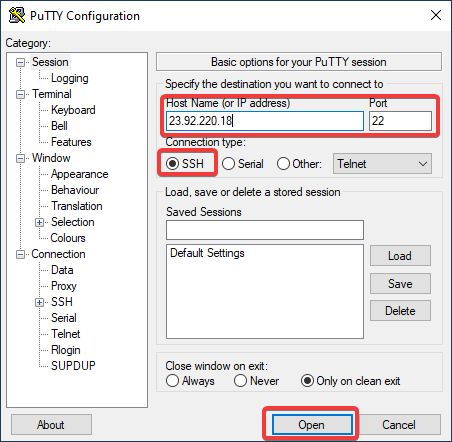 PuTTY Configuration
Category:
Session
Logging
Terminal
Keyboard
Bell
Features
Window
Appearance
Behaviour
Translation
Selection
Colours
Connection
Data
Proxy
SSH
Serial
Telnet
Rlogin
SUPDUP
Basic options for your PuTTY session
Specify the destination you want to connect to
Host Name (or IP address) Port
23.92.220.18 22
Connection type:
SSH Serial Other: Telnet
Load, save or delete a stored session
Saved Sessions
Default Settings
Load
Save
Delete
Close window on exit:
Always Never Only on clean exit
About Open Cancel